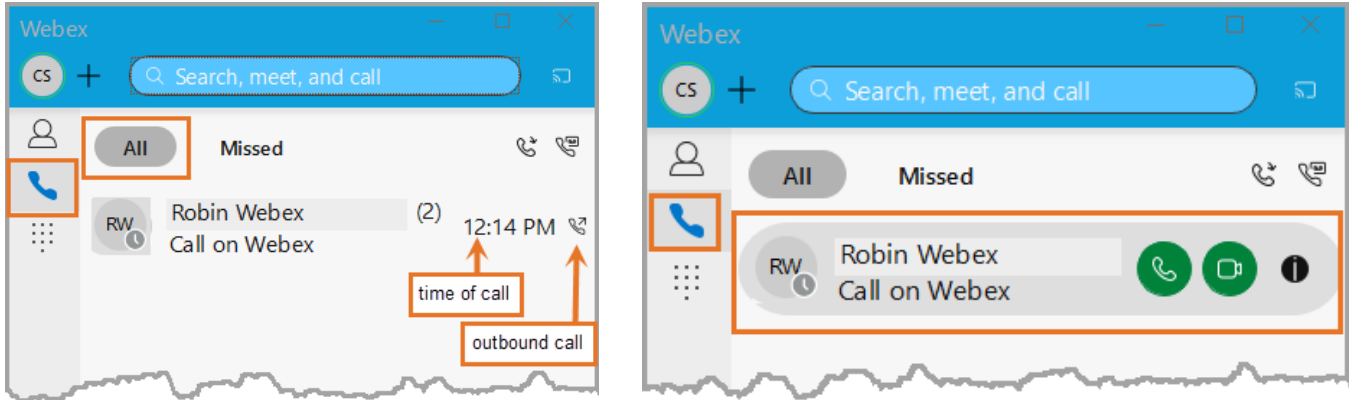 Webex
CS
Search, meet, and call
All Missed
RW Robin Webex (2)
Call on Webex
12:14 PM
time of call
outbound call
Webex
CS
Search, meet, and call
All Missed
RW Robin Webex
Call on Webex